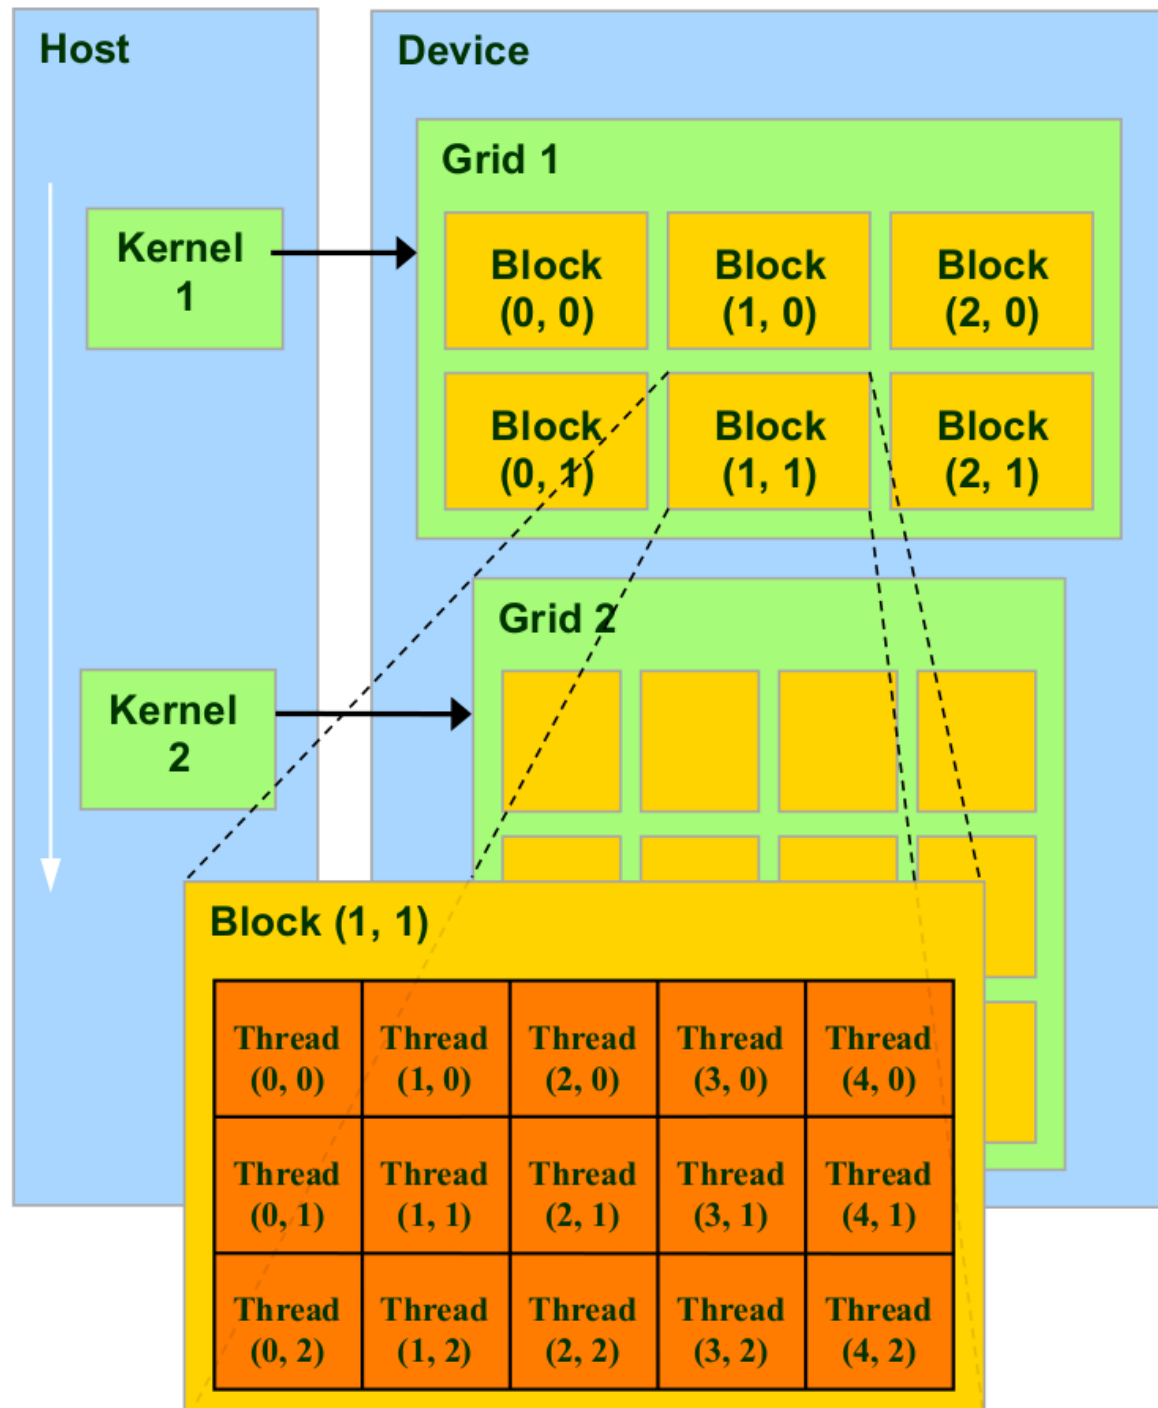 Host
Device
Grid 1
Kernel
1
Block
(0, 0)
Block
(1, 0)
Block
(2, 0)
Block
(0, 1)
Block
(1, 1)
Block
(2, 1)
Grid 2
Kernel
2
Block (1, 1)
Thread
(0, 0)
Thread
(1, 0)
Thread
(2, 0)
Thread
(3, 0)
Thread
(4, 0)
Thread
(0, 1)
Thread
(1, 1)
Thread
(2, 1)
Thread
(3, 1)
Thread
(4, 1)
Thread
(0, 2)
Thread
(1, 2)
Thread
(2, 2)
Thread
(3, 2)
Thread
(4, 2)